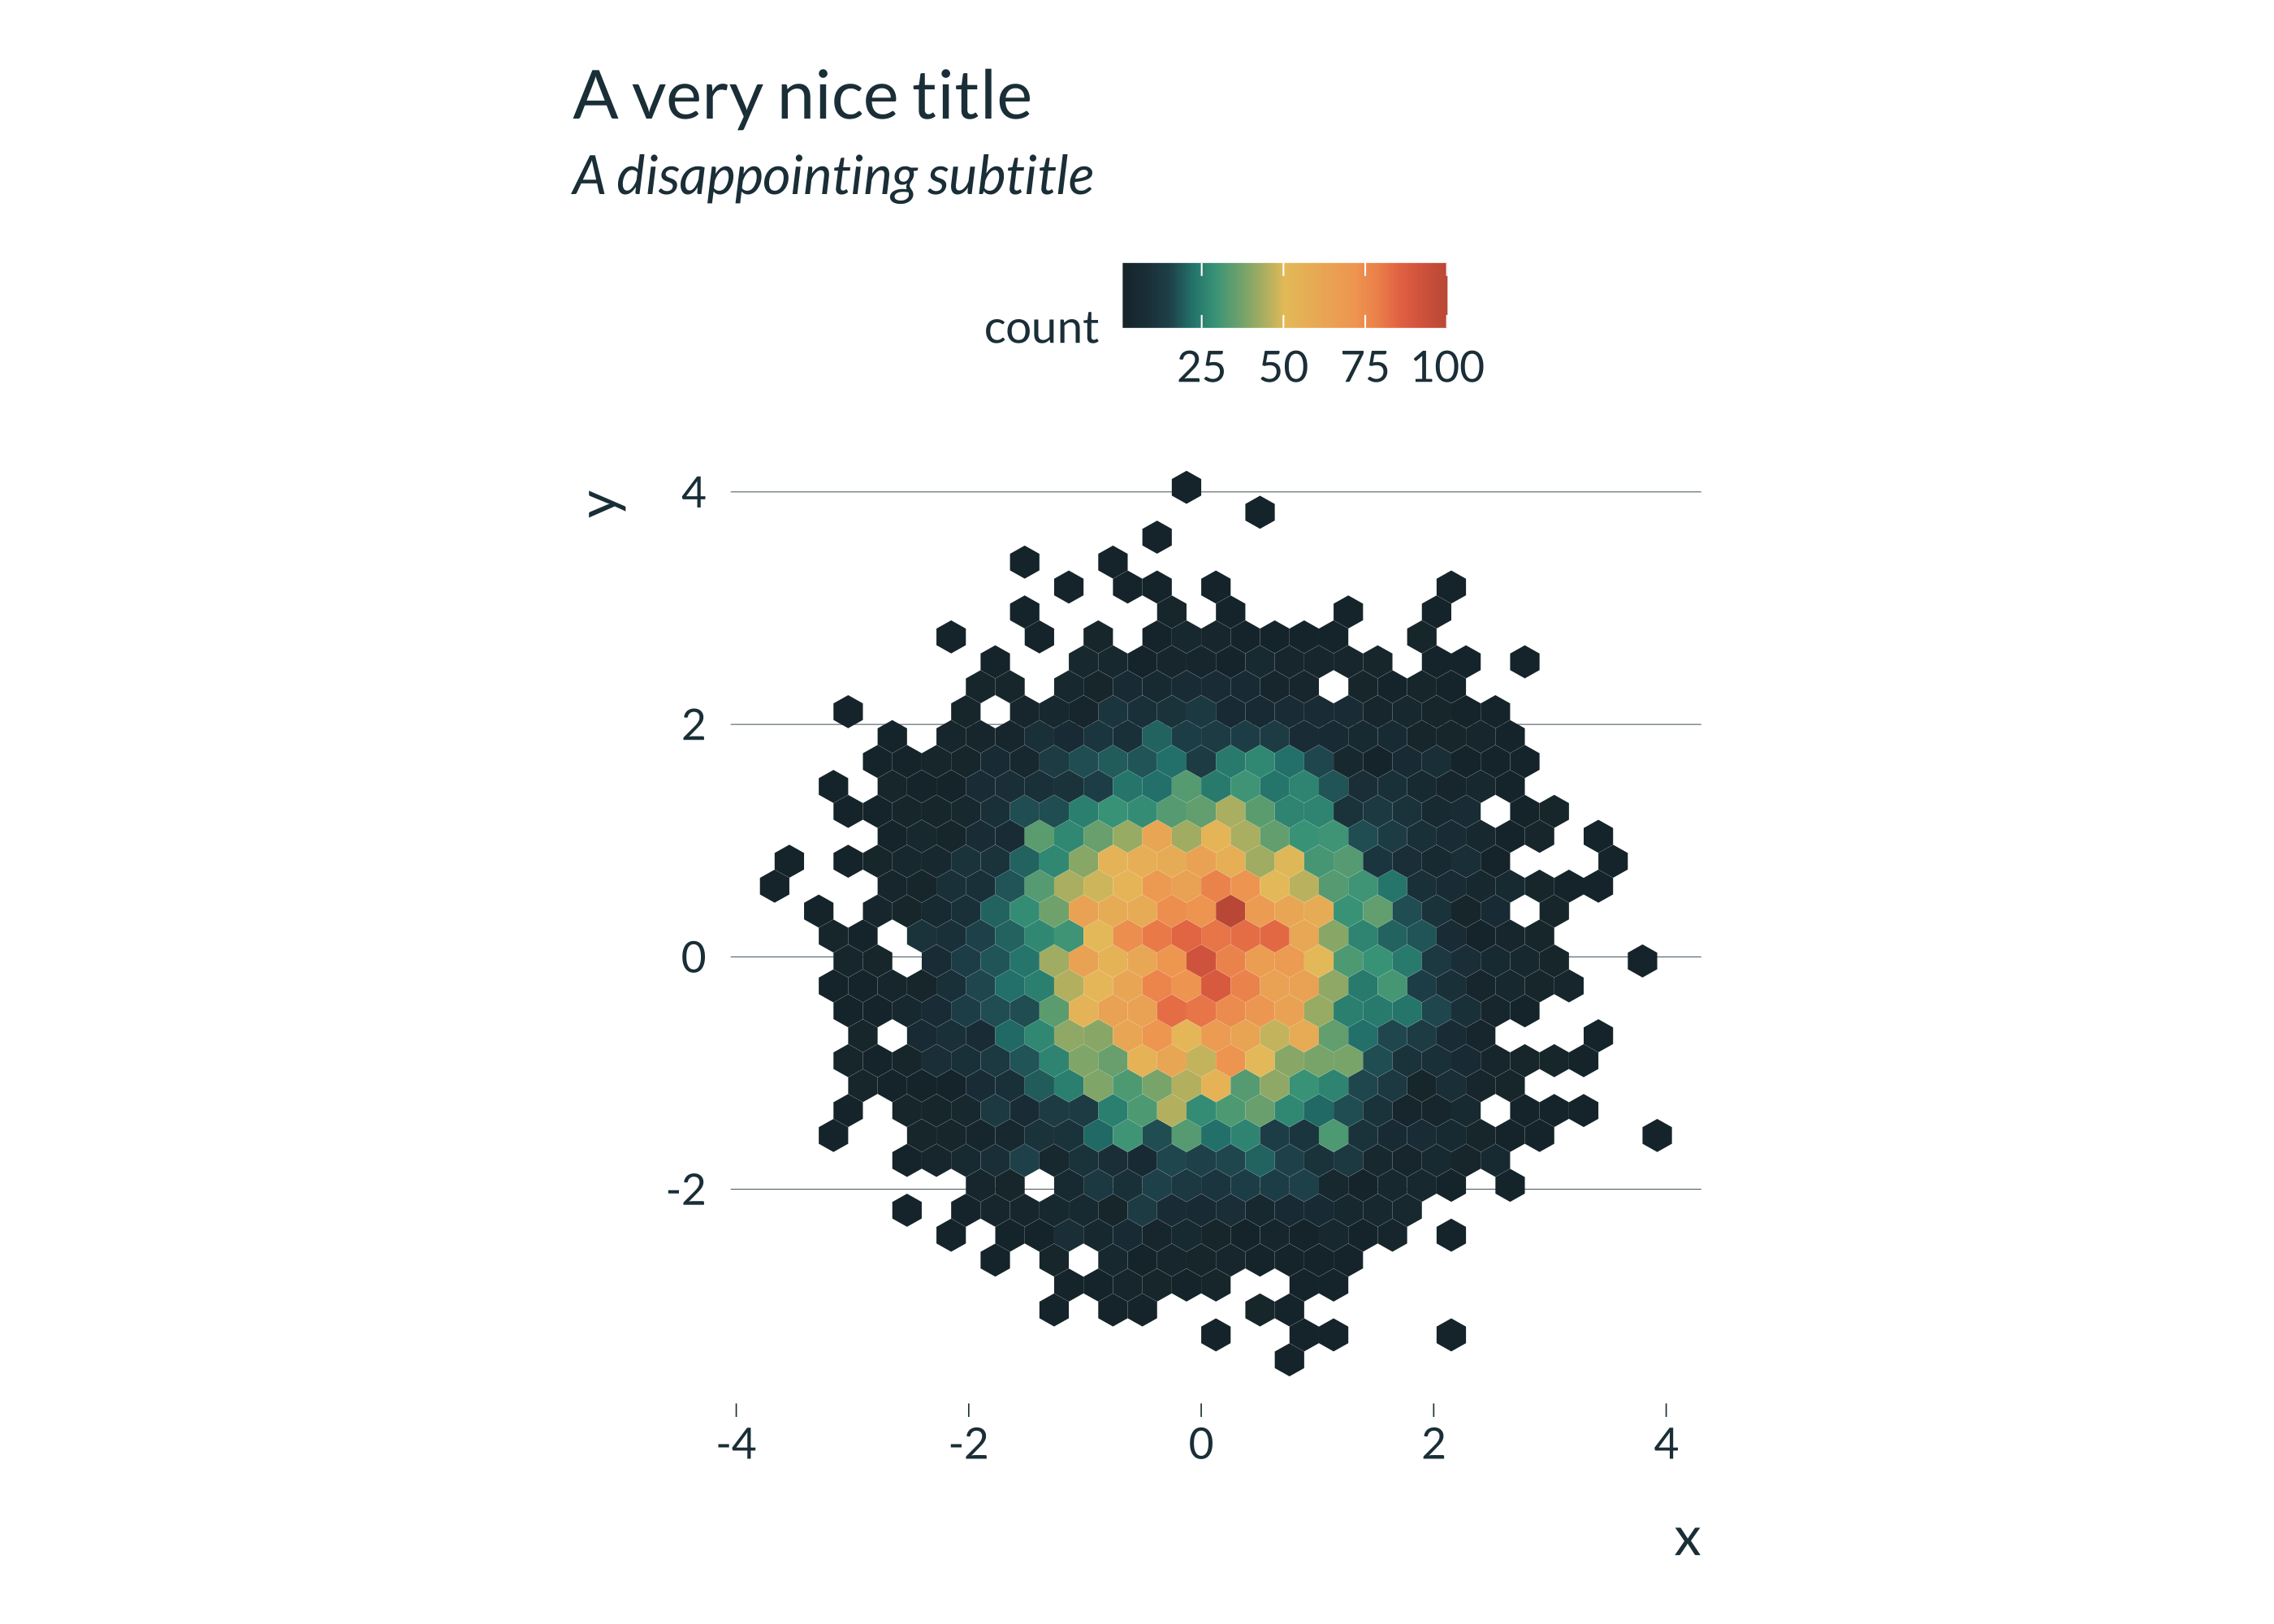 A very nice title
A disappointing subtitle
count
25 50 75 100
y
4
2
0
-2
-4 -2 0 2 4
x